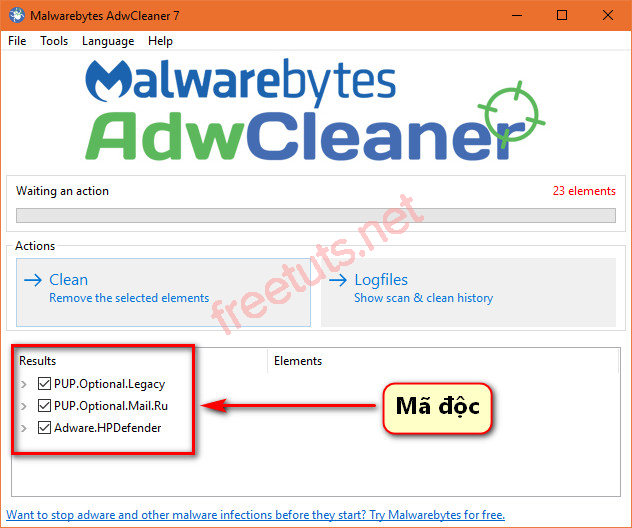 Malwarebytes AdwCleaner 7
File Tools Language Help
Malwarebytes
AdwCleaner
Waiting an action 23 elements
Actions
Clean
Remove the selected elements
Logfiles
Show scan & clean history
freetuts.net
Results Elements
PUP.Optional.Legacy
PUP.Optional.Mail.Ru
Adware.HPDefender
Mã độc
Want to stop adware and other malware infections before they start? Try Malwarebytes for free.